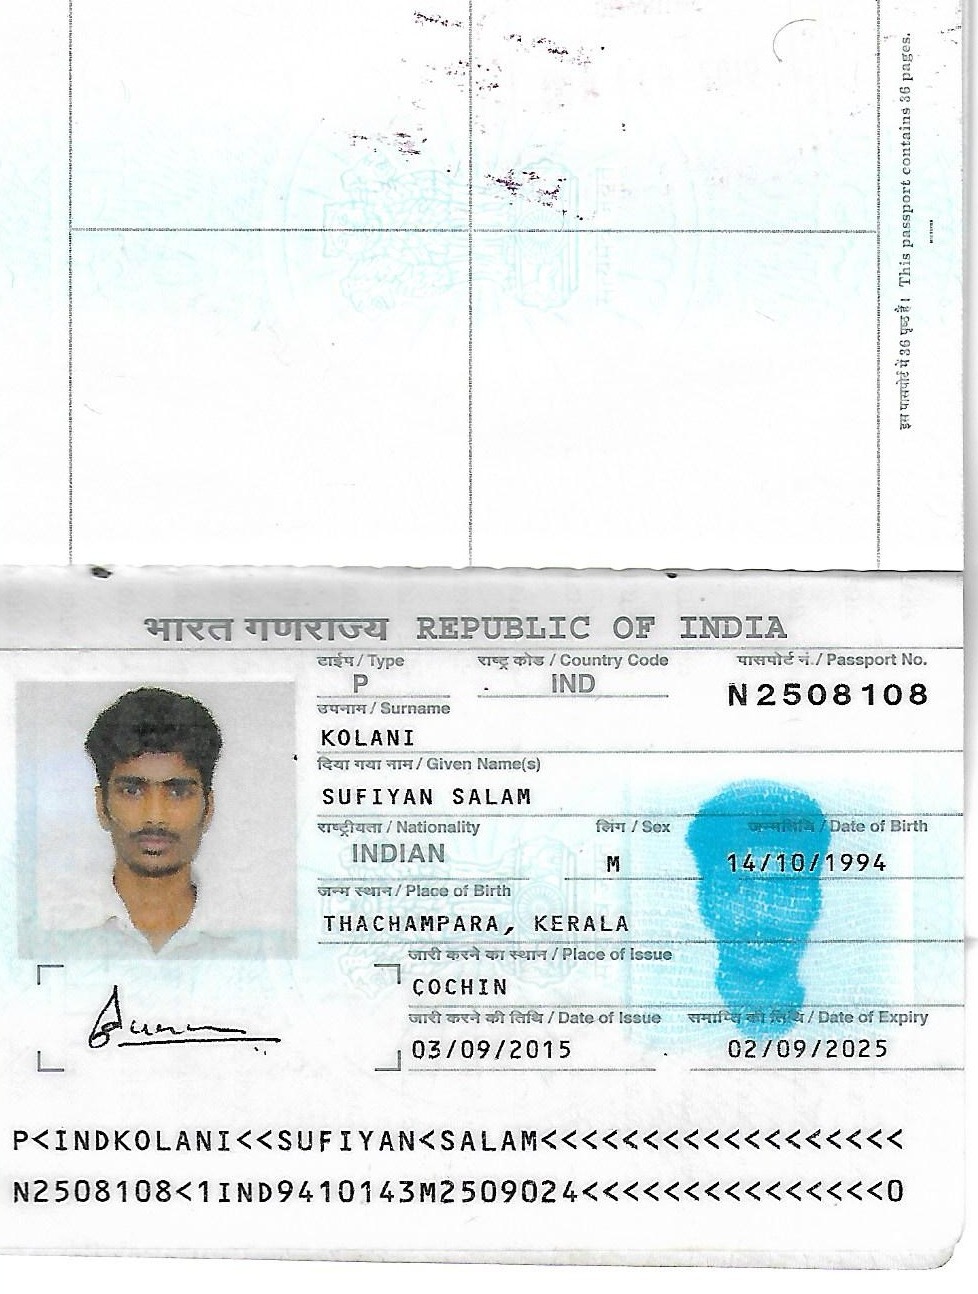 इस पासपोर्ट में 36 पृष्ठ हैं। This passport contains 36 pages.
भारत गणराज्य REPUBLIC OF INDIA
टाईप / Type राष्ट्र कोड / Country Code पासपोर्ट नं. / Passport No.
P IND N2508108
उपनाम / Surname
KOLANI
दिया गया नाम / Given Name(s)
SUFIYAN SALAM
राष्ट्रीयता / Nationality लिंग / Sex जन्मतिथि / Date of Birth
INDIAN M 14/10/1994
जन्म स्थान / Place of Birth
THACHAMPARA, KERALA
जारी करने का स्थान / Place of Issue
COCHIN
जारी करने की तिथि / Date of Issue समाप्ति की तिथि / Date of Expiry
03/09/2015 02/09/2025
P<INDKOLANI<<SUFIYAN<SALAM<<<<<<<<<<<<<<<<<<
N2508108<1IND9410143M2509024<<<<<<<<<<<<<<<0